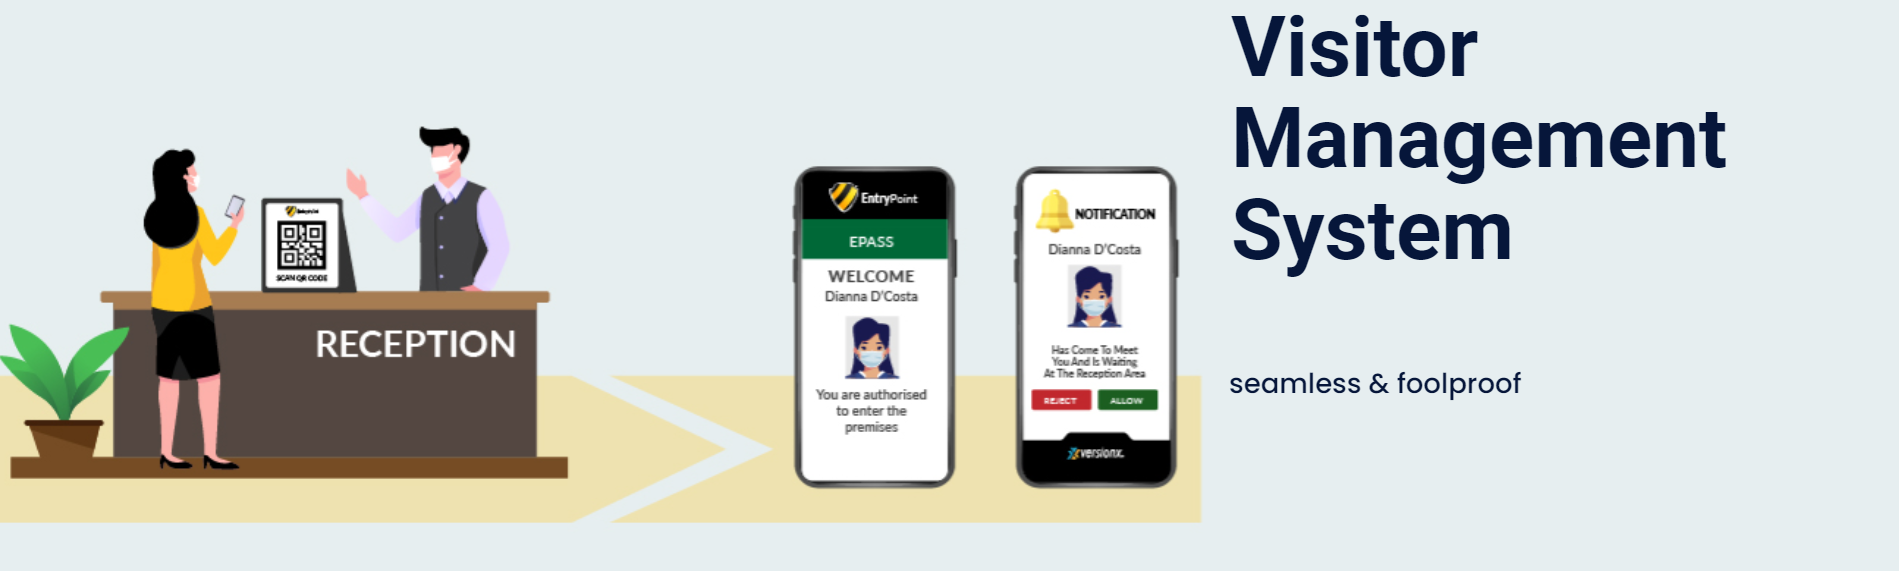 Visitor
Management
System
seamless & foolproof
EntryPoint
SCAN QR CODE
RECEPTION
EntryPoint
EPASS
WELCOME
Dianna D'Costa
You are authorised
to enter the
premises
NOTIFICATION
Dianna D'Costa
Has Come To Meet
You And Is Waiting
At The Reception Area
REJECT
ALLOW
versionx.